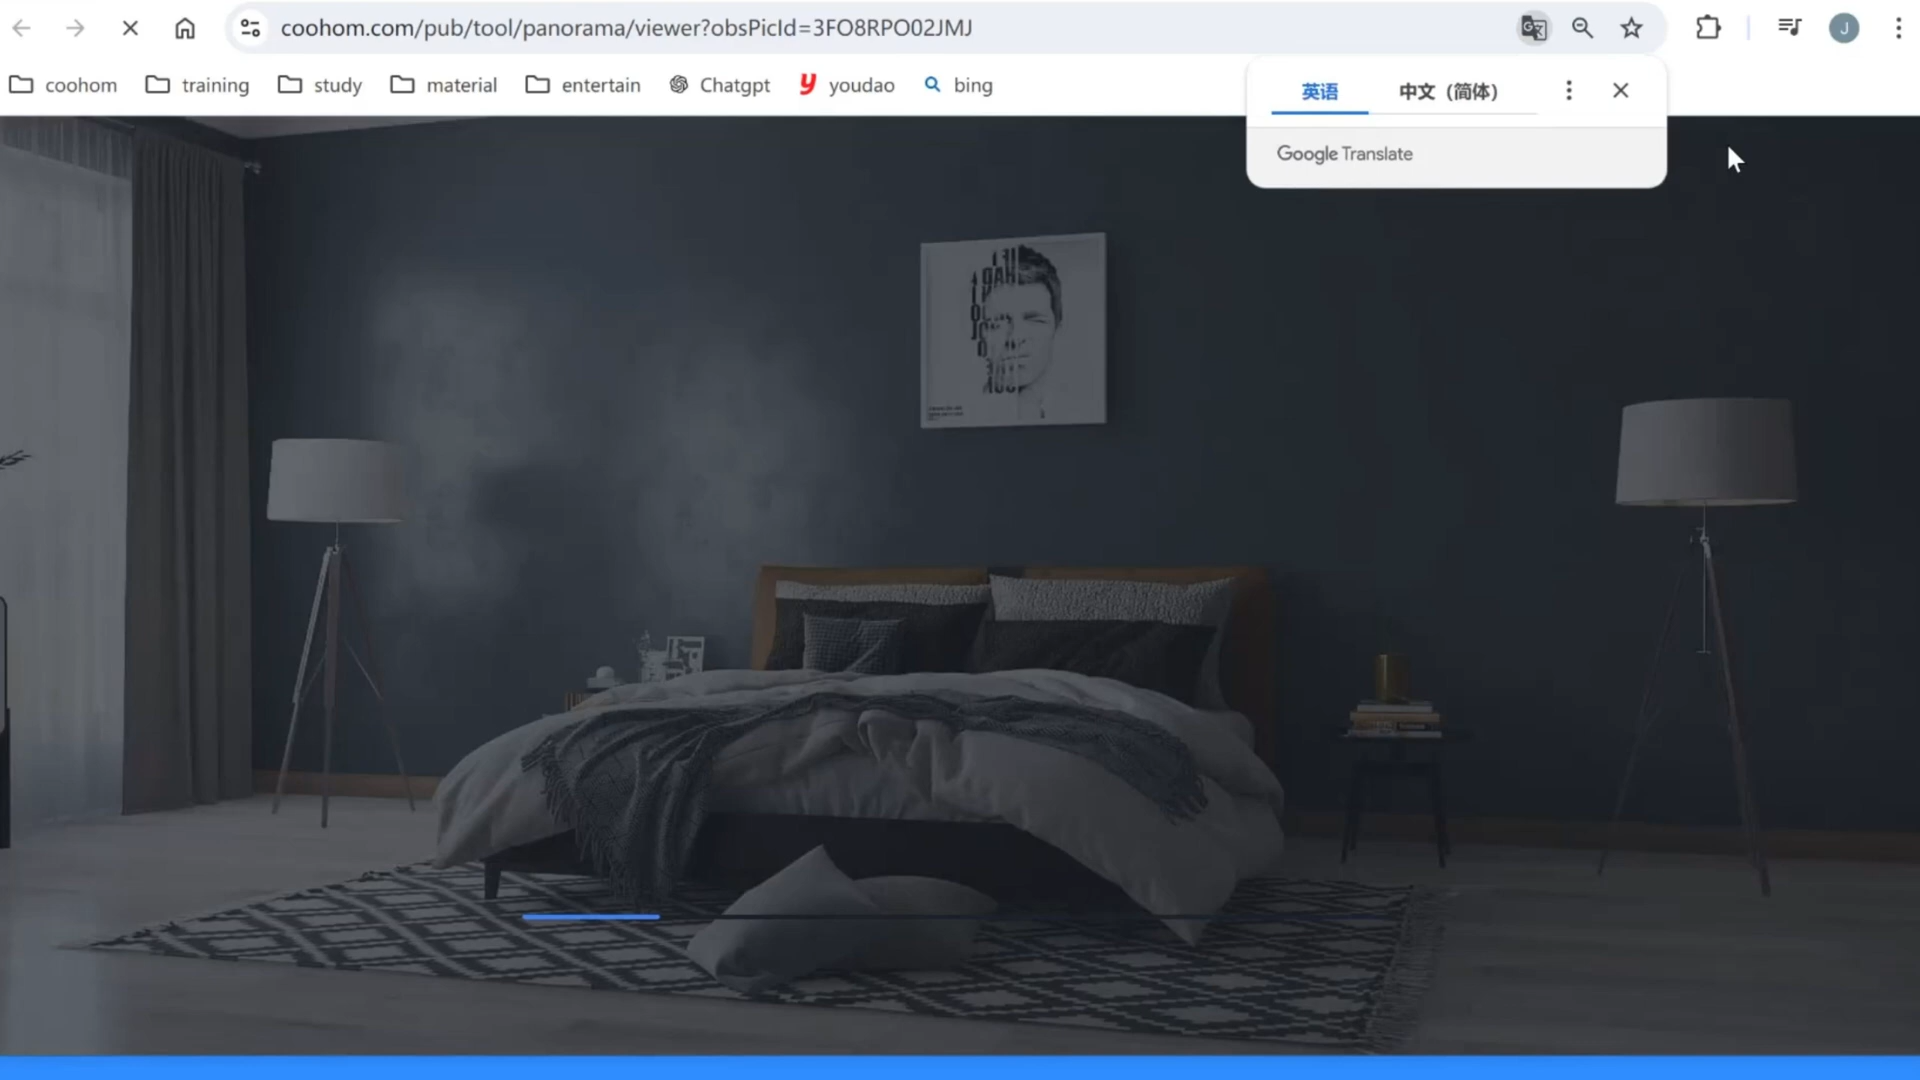 coohom.com/pub/tool/panorama/viewer?obsPicId=3FO8RPO02JMJ
J
coohom
training
study
material
entertain
Chatgpt
youdao
bing
英语
中文（简体）
Google Translate